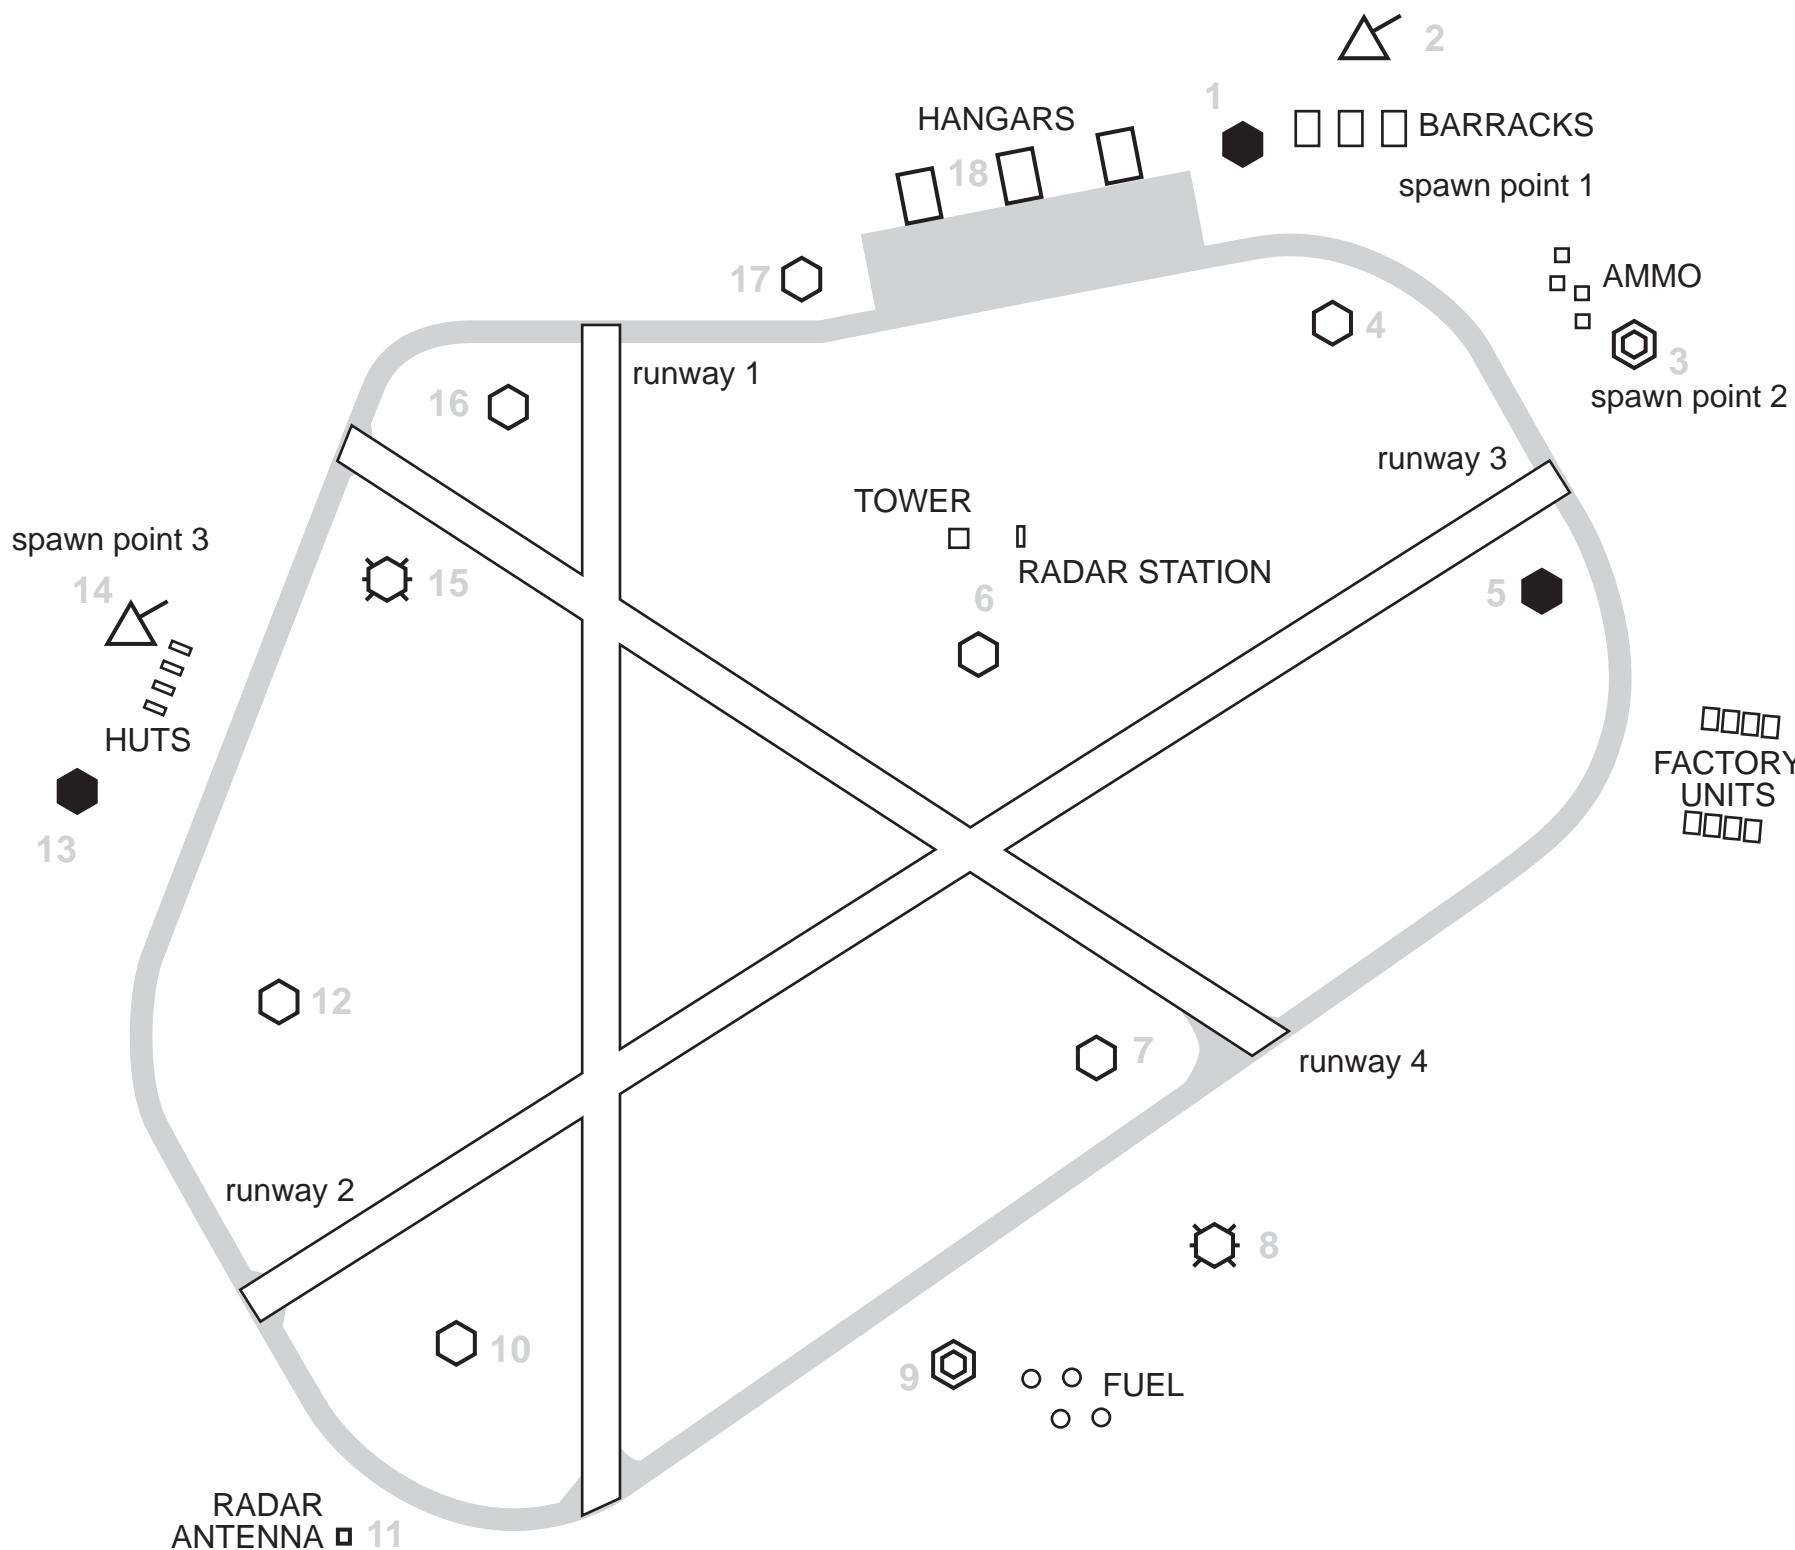 2
1
HANGARS
BARRACKS
18
spawn point 1
17
AMMO
4
3
runway 1
spawn point 2
16
runway 3
TOWER
spawn point 3
RADAR STATION
15
14
6
5
HUTS
FACTORY
UNITS
13
12
7
runway 4
runway 2
8
10
9
FUEL
RADAR
ANTENNA
11